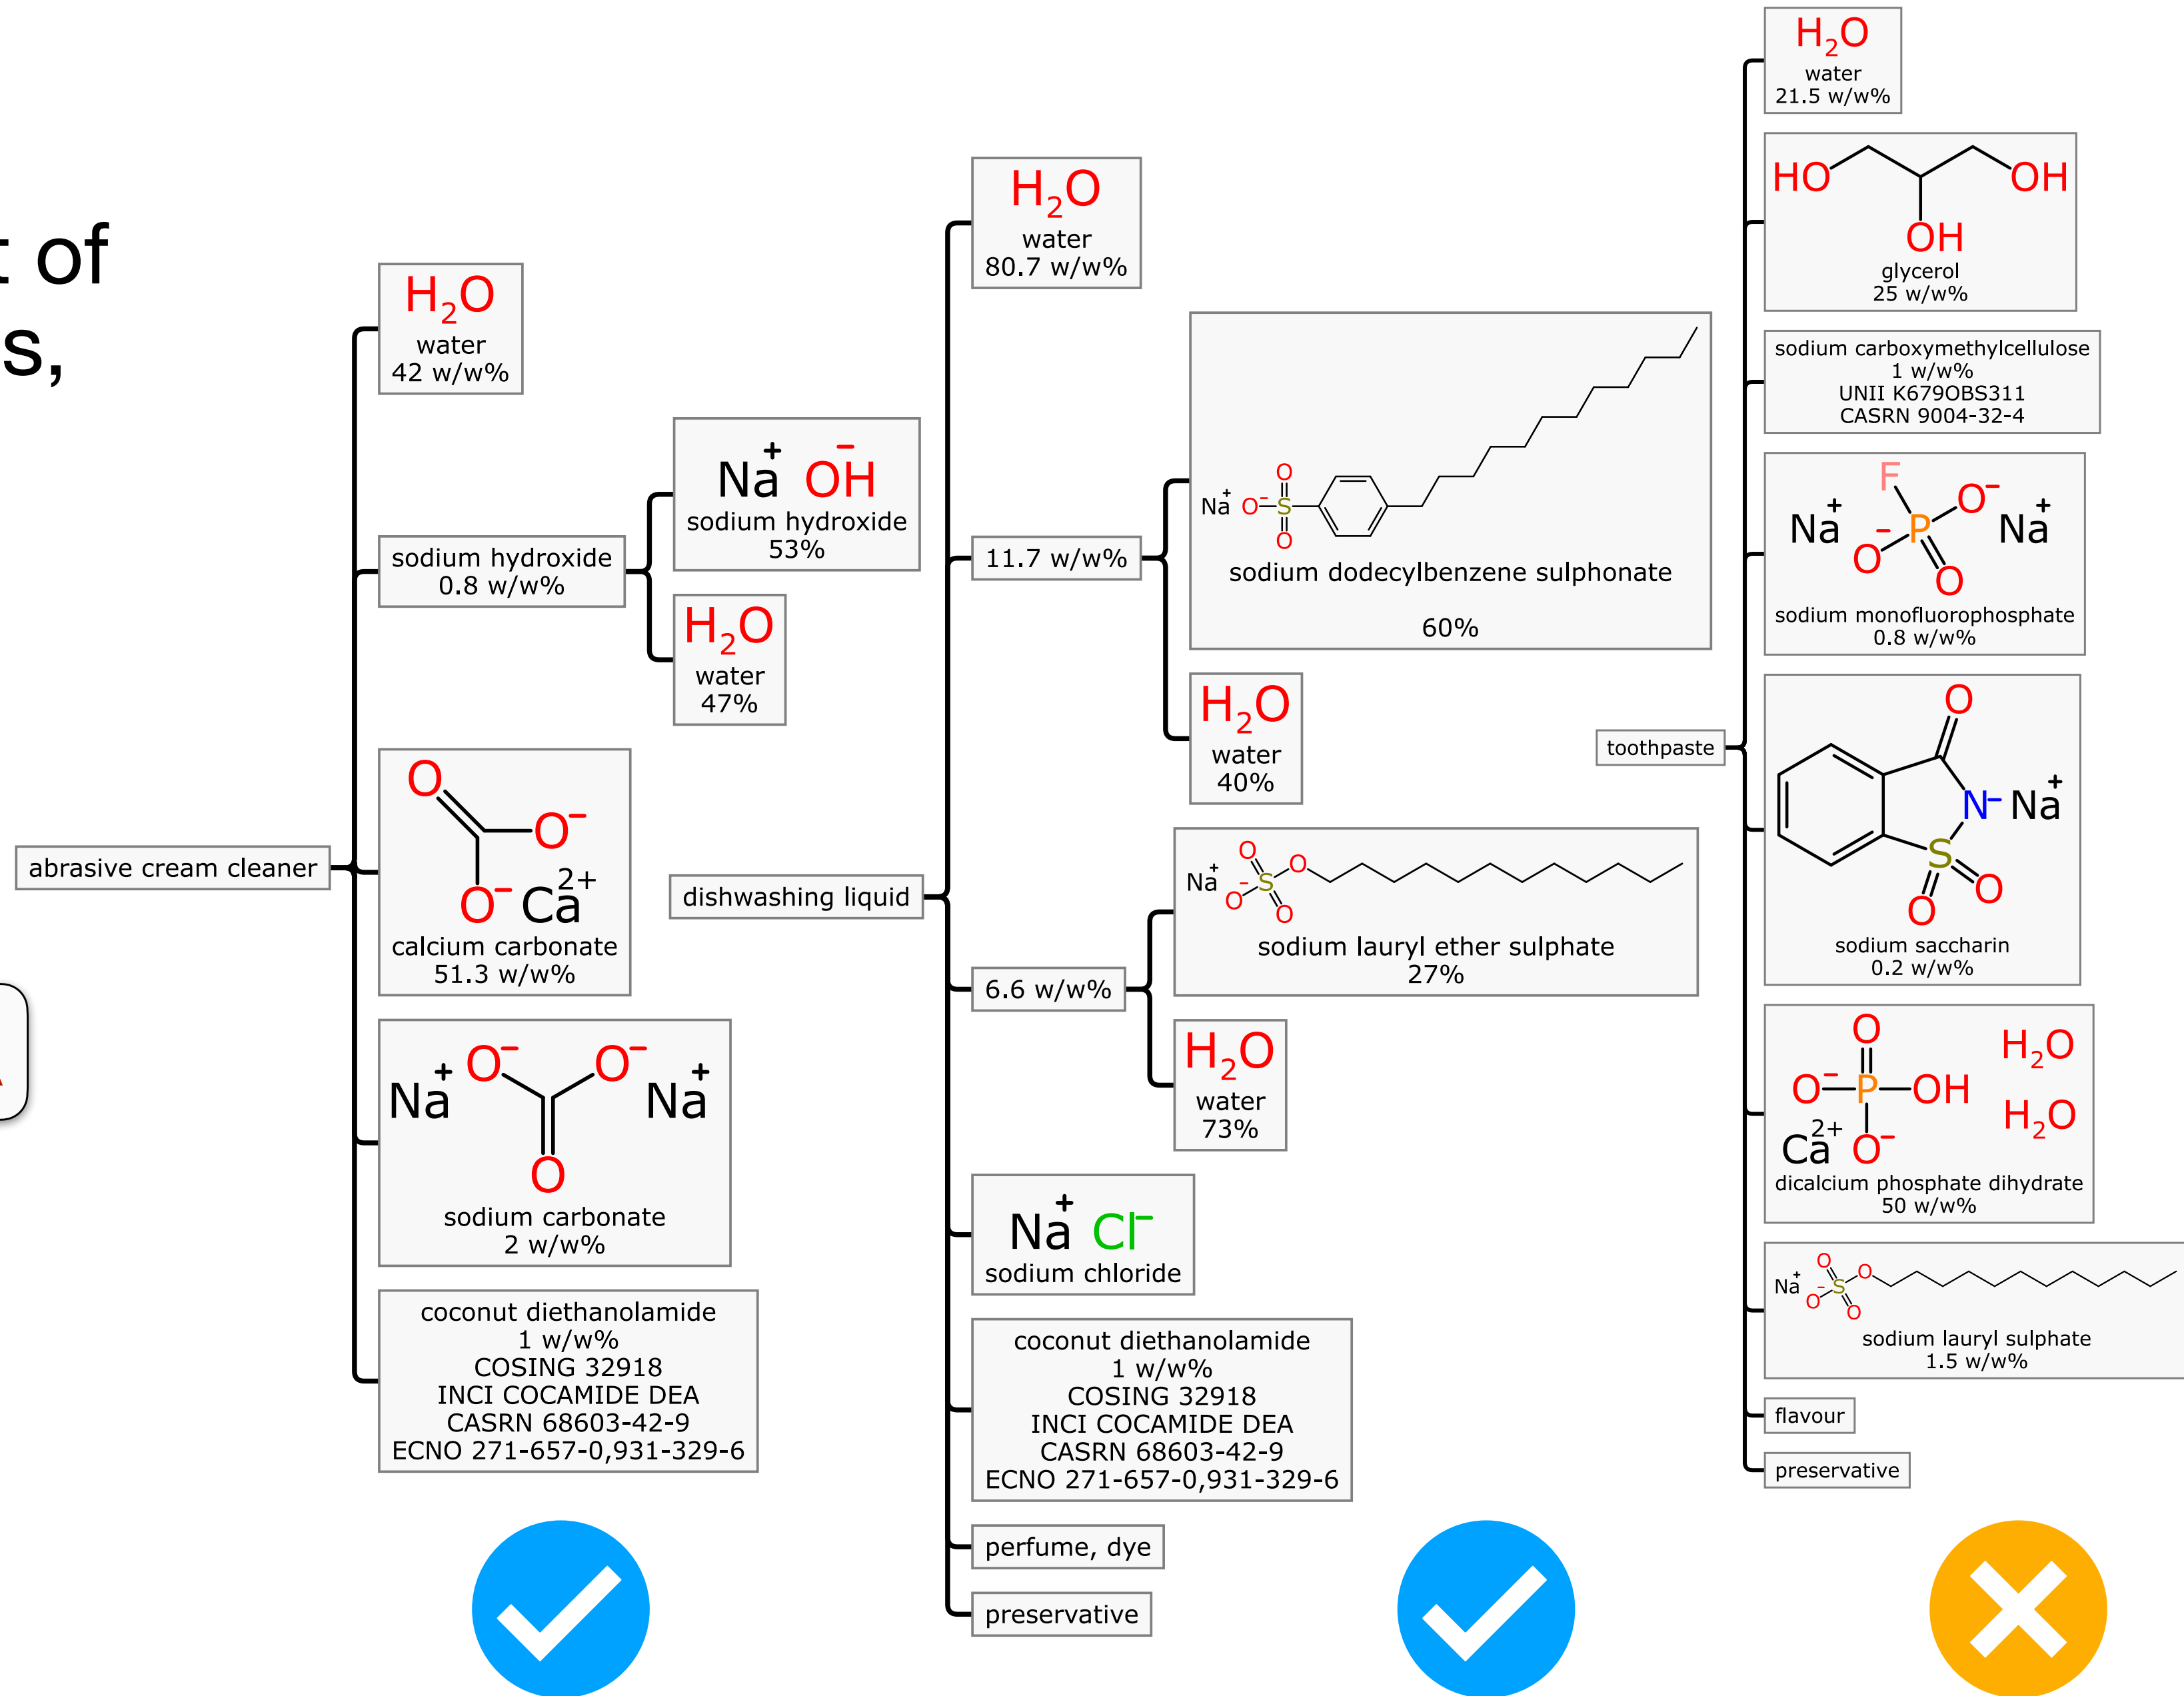 t of
s,
abrasive cream cleaner
H2O
water
42 w/w%
sodium hydroxide
0.8 w/w%
Na+ OH−
sodium hydroxide
53%
H2O
water
47%
O
O−
O− Ca2+
calcium carbonate
51.3 w/w%
Na+ O− O− Na+
O
sodium carbonate
2 w/w%
coconut diethanolamide
1 w/w%
COSING 32918
INCI COCAMIDE DEA
CASRN 68603-42-9
ECNO 271-657-0,931-329-6
dishwashing liquid
H2O
water
80.7 w/w%
11.7 w/w%
O
Na+ O− S
O
sodium dodecylbenzene sulphonate
60%
H2O
water
40%
6.6 w/w%
O O
Na+ − S
O O
sodium lauryl ether sulphate
27%
H2O
water
73%
Na+ Cl−
sodium chloride
coconut diethanolamide
1 w/w%
COSING 32918
INCI COCAMIDE DEA
CASRN 68603-42-9
ECNO 271-657-0,931-329-6
perfume, dye
preservative
toothpaste
H2O
water
21.5 w/w%
HO OH
OH
glycerol
25 w/w%
sodium carboxymethylcellulose
1 w/w%
UNII K679OBS311
CASRN 9004-32-4
F O−
Na+ − P Na+
O O
sodium monofluorophosphate
0.8 w/w%
O
N− Na+
S
O O
sodium saccharin
0.2 w/w%
O H2O
O− P OH
H2O
Ca2+ O−
dicalcium phosphate dihydrate
50 w/w%
O O
Na+ − S
O O
sodium lauryl sulphate
1.5 w/w%
flavour
preservative